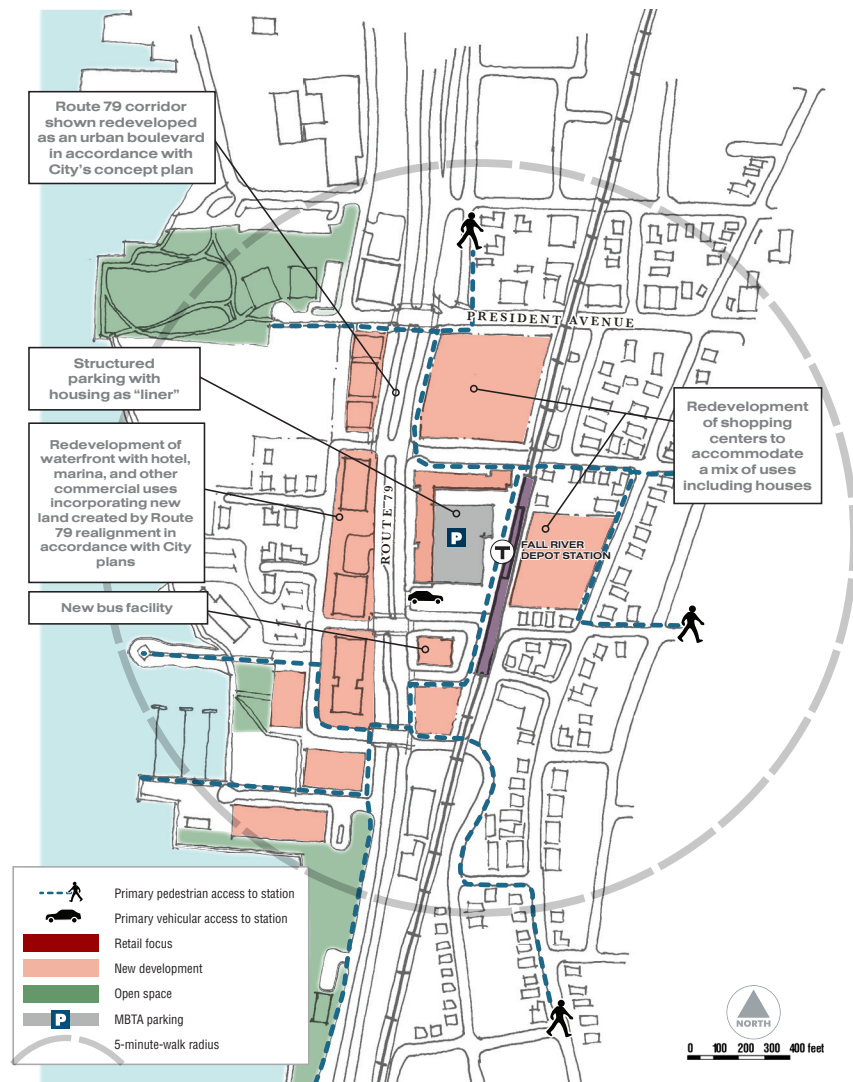 Route 79 corridor
shown redeveloped
as an urban boulevard
in accordance with
City's concept plan
PRESIDENT AVENUE
Structured
parking with
housing as “liner”
Redevelopment
of shopping
centers to
accommodate
a mix of uses
including houses
Redevelopment of
waterfront with hotel,
marina, and other
commercial uses
incorporating new
land created by Route
79 realignment in
accordance with City
plans
ROUTE 79
P
T
FALL RIVER
DEPOT STATION
New bus facility
Primary pedestrian access to station
Primary vehicular access to station
Retail focus
New development
Open space
P
MBTA parking
5-minute-walk radius
NORTH
0 100 200 300 400 feet